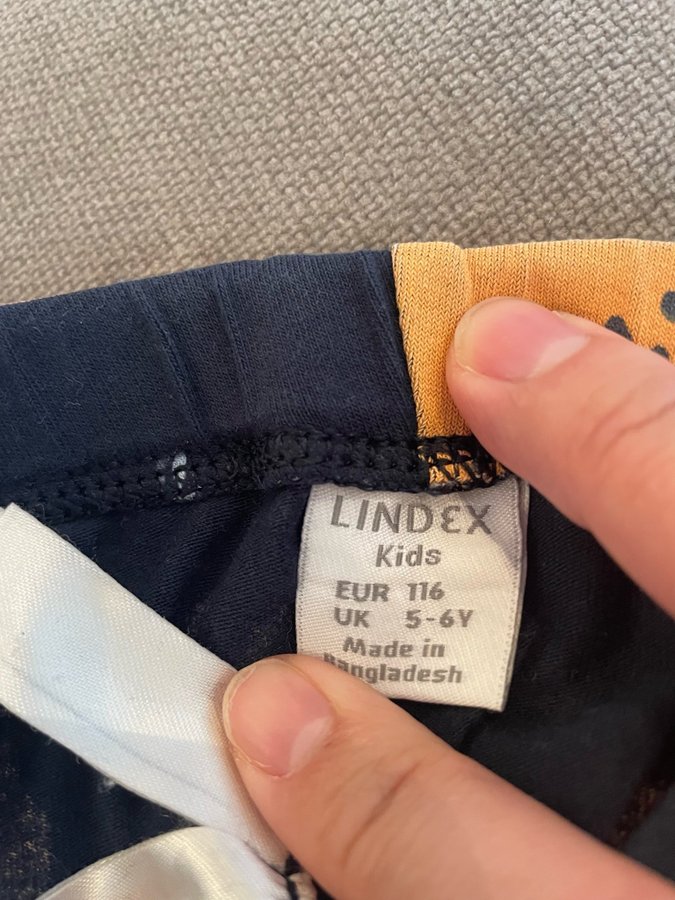 LINDEX
Kids
EUR 116
UK 5-6Y
Made in
Bangladesh